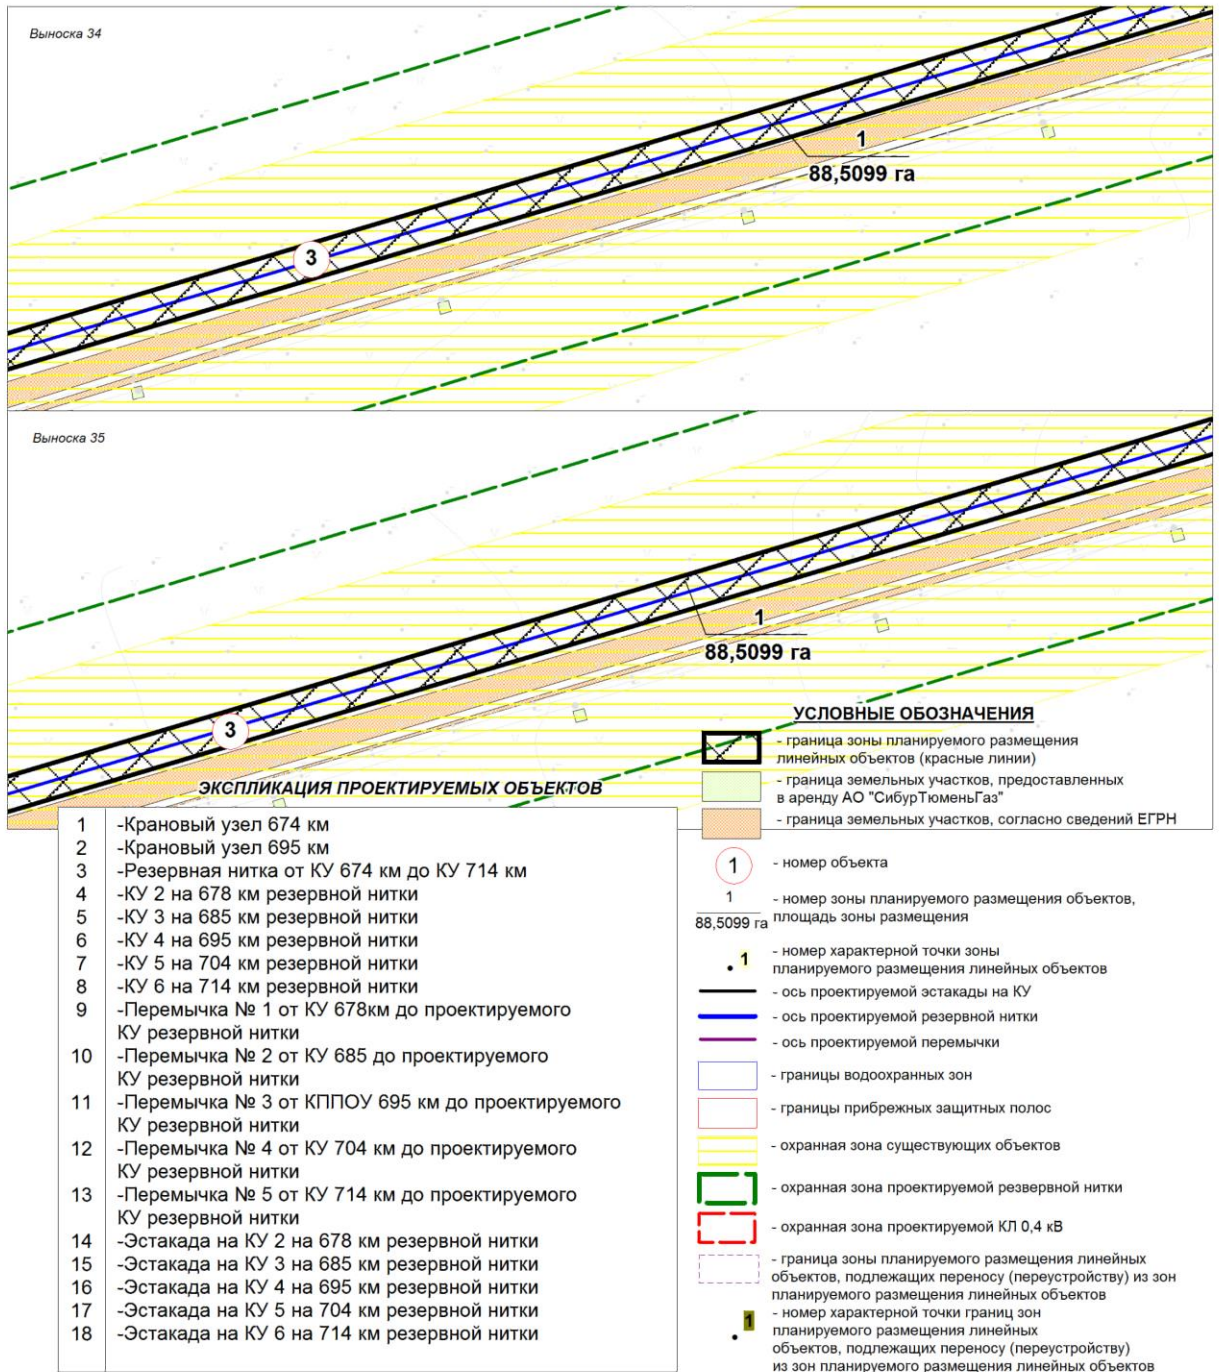 Выноска 34
1
88,5099 га
3
Выноска 35
1
88,5099 га
3
ЭКСПЛИКАЦИЯ ПРОЕКТИРУЕМЫХ ОБЪЕКТОВ
1 -Крановый узел 674 км
2 -Крановый узел 695 км
3 -Резервная нитка от КУ 674 км до КУ 714 км
4 -КУ 2 на 678 км резервной нитки
5 -КУ 3 на 685 км резервной нитки
6 -КУ 4 на 695 км резервной нитки
7 -КУ 5 на 704 км резервной нитки
8 -КУ 6 на 714 км резервной нитки
9 -Перемычка № 1 от КУ 678км до проектируемого
КУ резервной нитки
10 -Перемычка № 2 от КУ 685 до проектируемого
КУ резервной нитки
11 -Перемычка № 3 от КППОУ 695 км до проектируемого
КУ резервной нитки
12 -Перемычка № 4 от КУ 704 км до проектируемого
КУ резервной нитки
13 -Перемычка № 5 от КУ 714 км до проектируемого
КУ резервной нитки
14 -Эстакада на КУ 2 на 678 км резервной нитки
15 -Эстакада на КУ 3 на 685 км резервной нитки
16 -Эстакада на КУ 4 на 695 км резервной нитки
17 -Эстакада на КУ 5 на 704 км резервной нитки
18 -Эстакада на КУ 6 на 714 км резервной нитки
УСЛОВНЫЕ ОБОЗНАЧЕНИЯ
- граница зоны планируемого размещения
линейных объектов (красные линии)
- граница земельных участков, предоставленных
в аренду АО "СибурТюменьГаз"
- граница земельных участков, согласно сведений ЕГРН
1 - номер объекта
1 - номер зоны планируемого размещения объектов,
88,5099 га площадь зоны размещения
1 - номер характерной точки зоны
планируемого размещения линейных объектов
- ось проектируемой эстакады на КУ
- ось проектируемой резервной нитки
- ось проектируемой перемычки
- границы водоохранных зон
- границы прибрежных защитных полос
- охранная зона существующих объектов
- охранная зона проектируемой резвервной нитки
- охранная зона проектируемой КЛ 0,4 кВ
- граница зоны планируемого размещения линейных
объектов, подлежащих переносу (переустройству) из зон
планируемого размещения линейных объектов
1 - номер характерной точки границ зон
планируемого размещения линейных
объектов, подлежащих переносу (переустройству)
из зон планируемого размещения линейных объектов